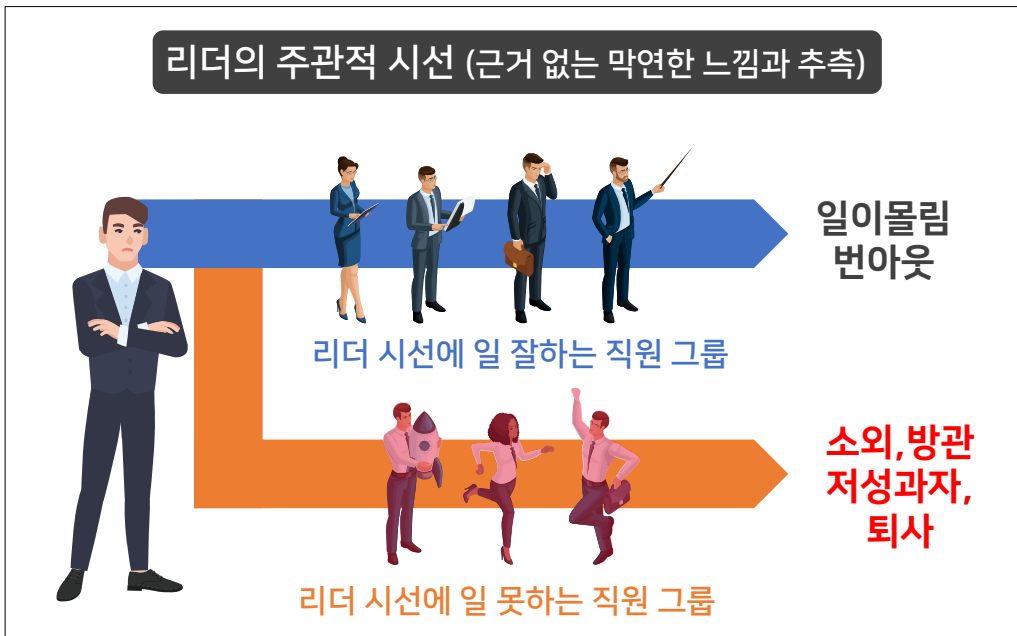 리더의 주관적 시선 (근거 없는 막연한 느낌과 추측)
일이몰림
번아웃
리더 시선에 일 잘하는 직원 그룹
소외,방관
저성과자,
퇴사
리더 시선에 일 못하는 직원 그룹